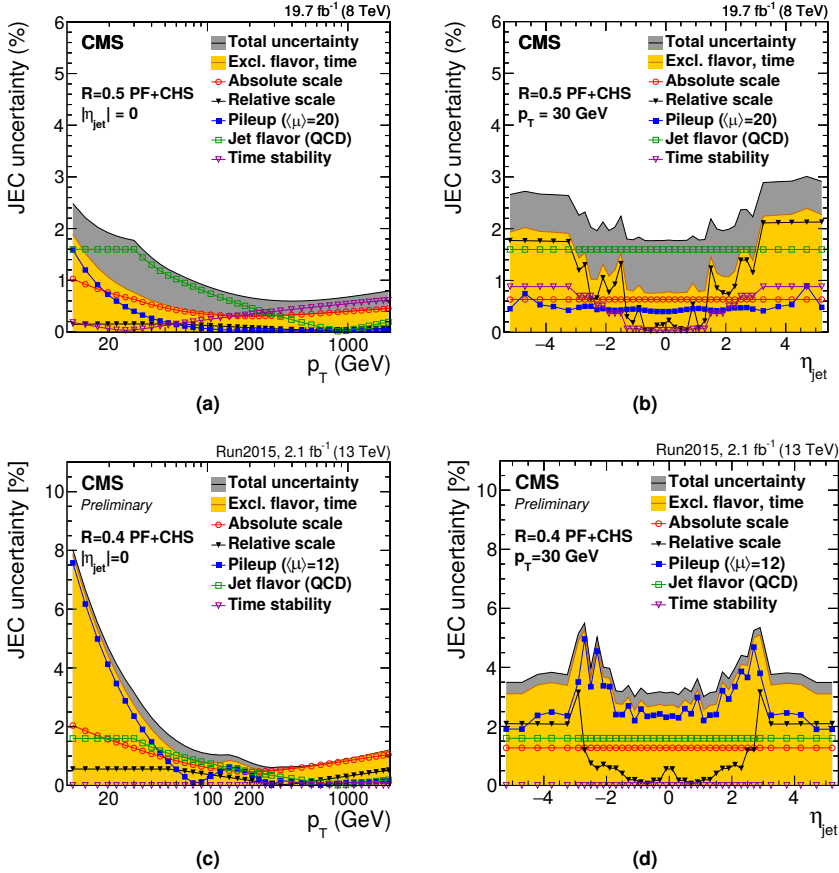 19.7 fb⁻¹ (8 TeV)
CMS
R=0.5 PF+CHS
|η_jet| = 0
Total uncertainty
Excl. flavor, time
Absolute scale
Relative scale
Pileup (⟨μ⟩=20)
Jet flavor (QCD)
Time stability
JEC uncertainty (%)
6
5
4
3
2
1
0
20
100
200
1000
p_T (GeV)
(a)
19.7 fb⁻¹ (8 TeV)
CMS
R=0.5 PF+CHS
p_T = 30 GeV
Total uncertainty
Excl. flavor, time
Absolute scale
Relative scale
Pileup (⟨μ⟩=20)
Jet flavor (QCD)
Time stability
JEC uncertainty (%)
6
5
4
3
2
1
0
−4
−2
0
2
4
η_jet
(b)
Run2015, 2.1 fb⁻¹ (13 TeV)
CMS
Preliminary
R=0.4 PF+CHS
|η_jet|=0
Total uncertainty
Excl. flavor, time
Absolute scale
Relative scale
Pileup (⟨μ⟩=12)
Jet flavor (QCD)
Time stability
JEC uncertainty [%]
10
8
6
4
2
0
20
100
200
1000
p_T (GeV)
(c)
Run2015, 2.1 fb⁻¹ (13 TeV)
CMS
Preliminary
R=0.4 PF+CHS
p_T=30 GeV
Total uncertainty
Excl. flavor, time
Absolute scale
Relative scale
Pileup (⟨μ⟩=12)
Jet flavor (QCD)
Time stability
JEC uncertainty [%]
10
8
6
4
2
0
−4
−2
0
2
4
η_jet
(d)